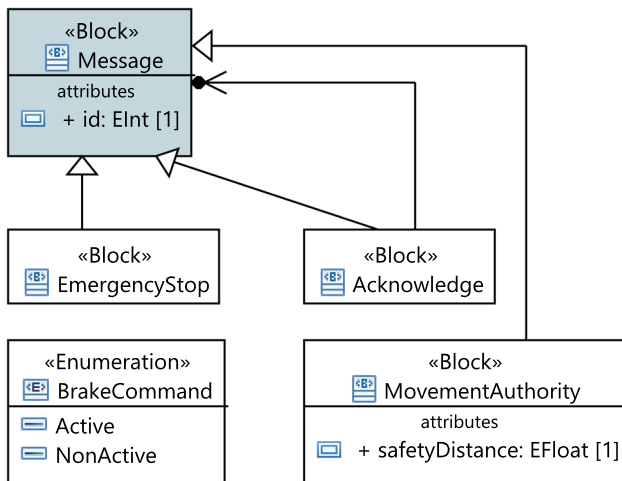 «Block»
Message
attributes
+ id: EInt [1]
«Block»
EmergencyStop
«Block»
Acknowledge
«Enumeration»
BrakeCommand
Active
NonActive
«Block»
MovementAuthority
attributes
+ safetyDistance: EFloat [1]